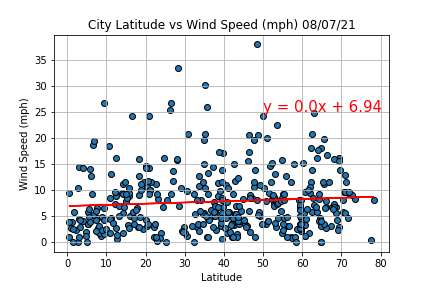 City Latitude vs Wind Speed (mph) 08/07/21
35
30
25
20
15
10
5
0
Wind Speed (mph)
y = 0.0x + 6.94
0 10 20 30 40 50 60 70 80
Latitude